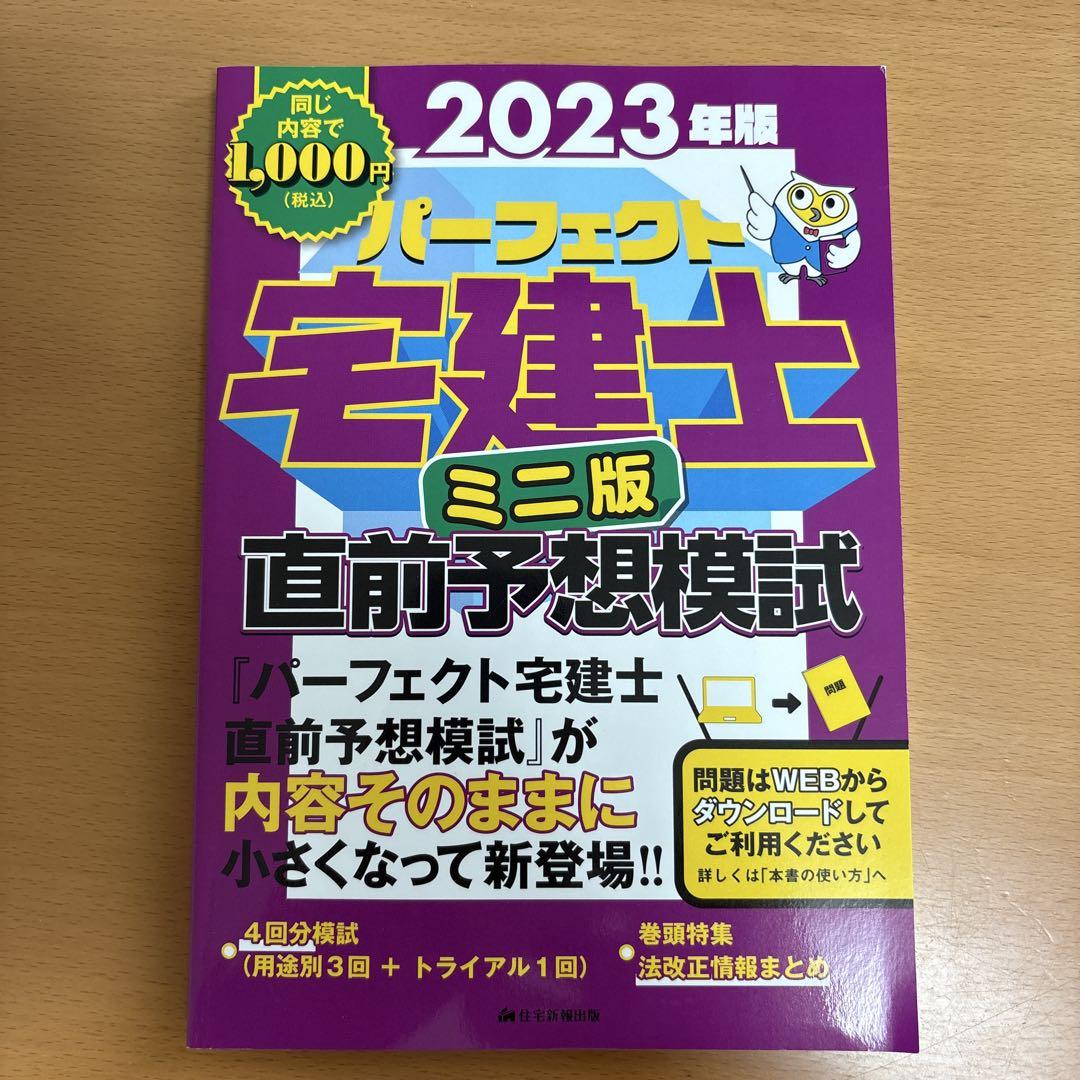 同じ
内容で
1,000円
(税込)
2023年版
パーフェクト
宅建士
ミニ版
直前予想模試
『パーフェクト宅建士
直前予想模試』が
内容そのままに
小さくなって新登場!!
問題
問題はWEBから
ダウンロードして
ご利用ください
詳しくは「本書の使い方」へ
4回分模試
(用途別3回 + トライアル1回)
巻頭特集
法改正情報まとめ
住宅新報出版